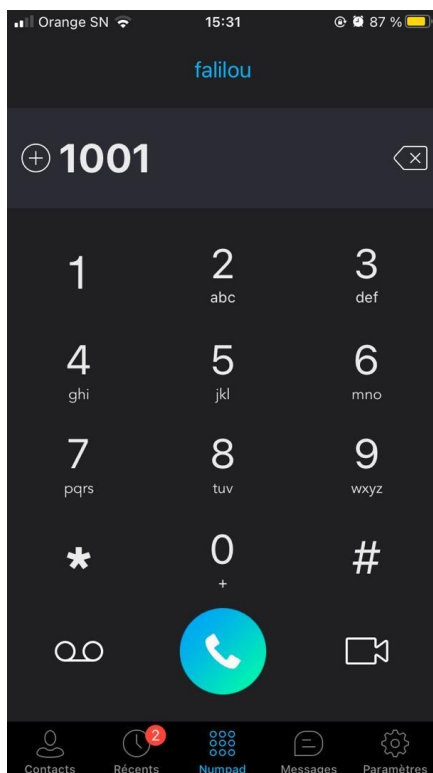 Orange SN 15:31 87 %
falilou
1001
1 2 3
abc def
4 5 6
ghi jkl mno
7 8 9
pqrs tuv wxyz
* 0 #
+
2
Contacts Récents Numpad Messages Paramètres